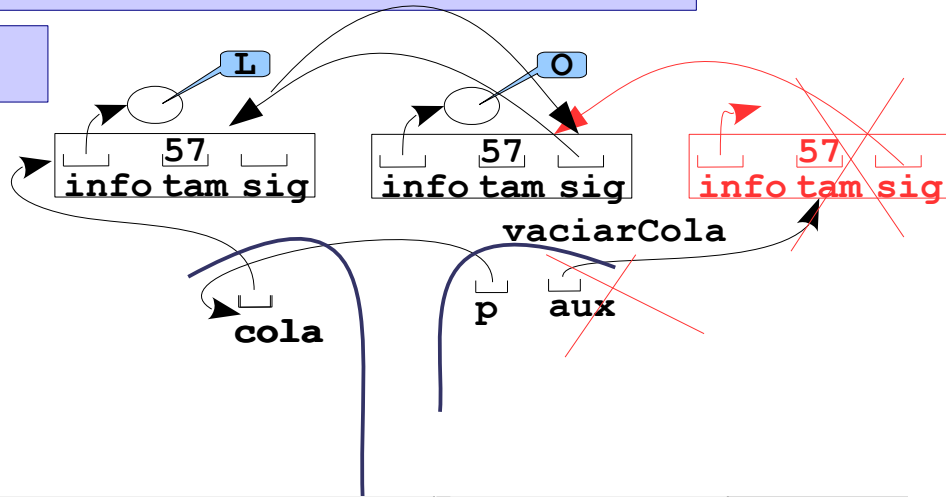 L O
57 57 57
info tam sig info tam sig info tam sig
vaciarCola
p aux
cola